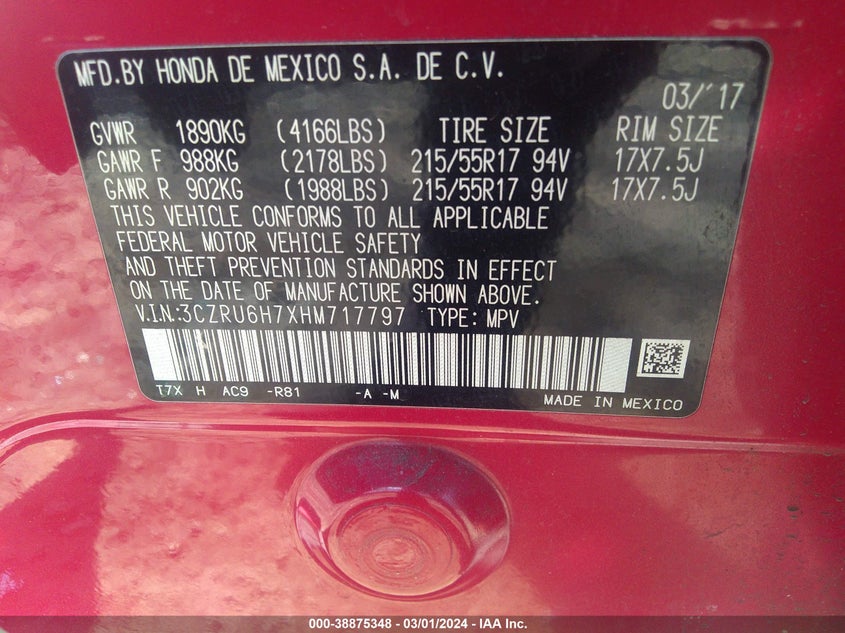 MFD.BY HONDA DE MEXICO S.A. DE C.V.
03/'17
GVWR 1890KG (4166LBS) TIRE SIZE RIM SIZE
GAWR F 988KG (2178LBS) 215/55R17 94V 17X7.5J
GAWR R 902KG (1988LBS) 215/55R17 94V 17X7.5J
THIS VEHICLE CONFORMS TO ALL APPLICABLE
FEDERAL MOTOR VEHICLE SAFETY
AND THEFT PREVENTION STANDARDS IN EFFECT
ON THE DATE OF MANUFACTURE SHOWN ABOVE.
V.I.N.:3CZRU6H7XHM717797 TYPE: MPV
T7X H AC9 -R81 -A -M MADE IN MEXICO
000-38875348 - 03/01/2024 - IAA Inc.